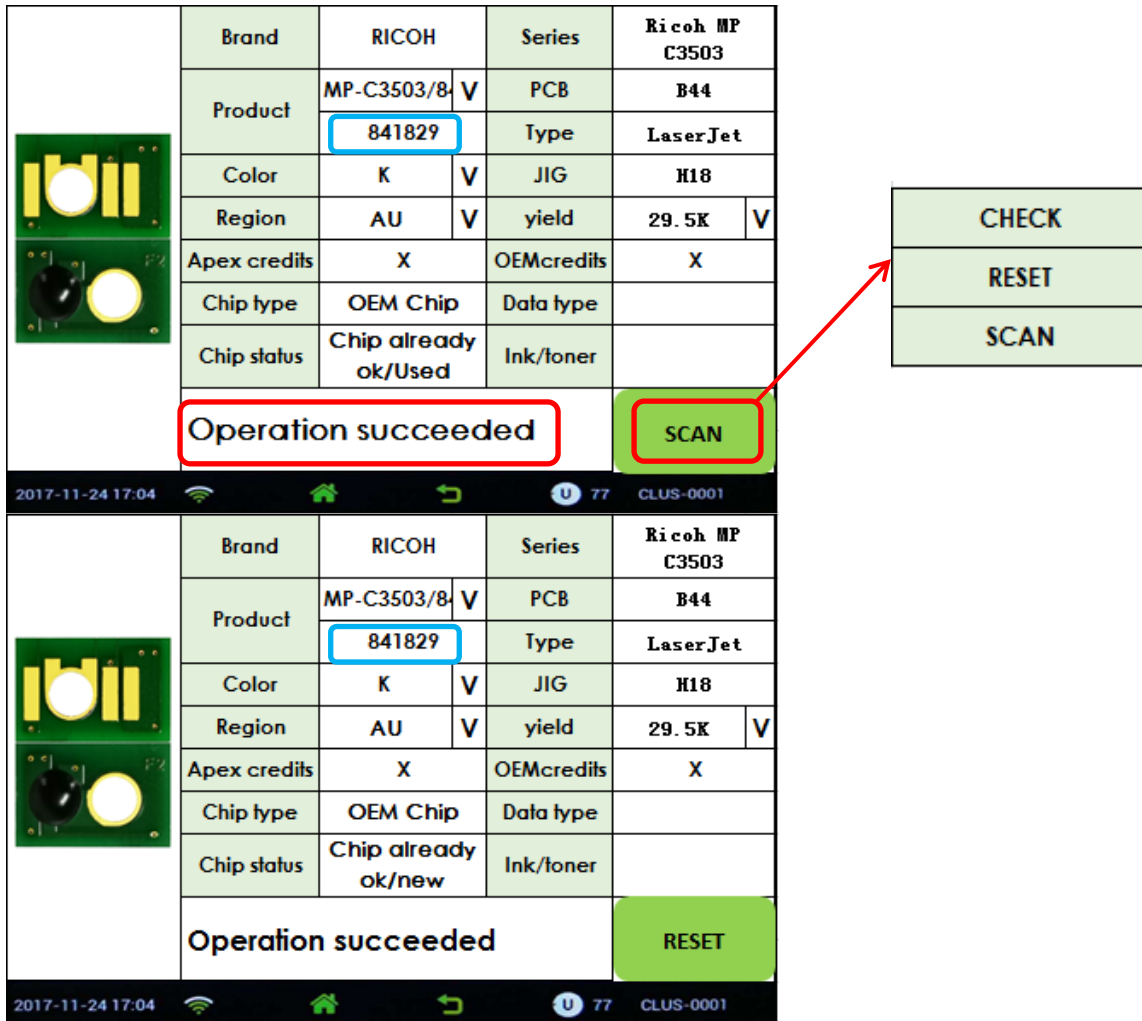 Brand RICOH Series Ricoh MP
C3503
Product MP-C3503/84 V PCB B44
841829 Type LaserJet
Color K V JIG H18
Region AU V yield 29.5K V
Apex credits X OEMcredits X
Chip type OEM Chip Data type
Chip status Chip already
ok/Used Ink/toner
Operation succeeded SCAN
2017-11-24 17:04 U 77 CLUS-0001
CHECK
RESET
SCAN
Brand RICOH Series Ricoh MP
C3503
Product MP-C3503/84 V PCB B44
841829 Type LaserJet
Color K V JIG H18
Region AU V yield 29.5K V
Apex credits X OEMcredits X
Chip type OEM Chip Data type
Chip status Chip already
ok/new Ink/toner
Operation succeeded RESET
2017-11-24 17:04 U 77 CLUS-0001